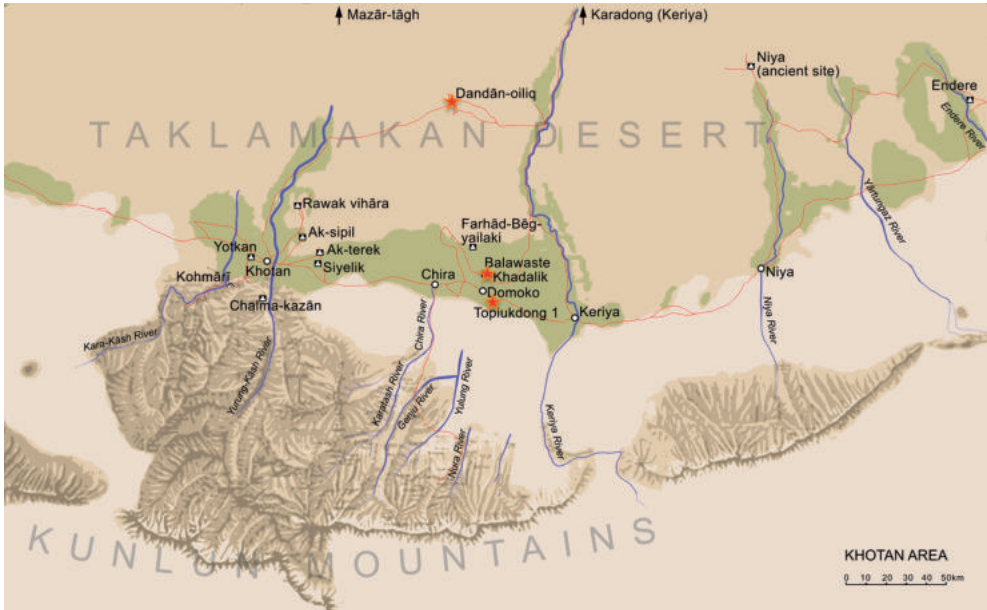 Mazār-tāgh
Karadong (Keriya)
Niya
(ancient site)
Endere
Dandān-oiliq
Endere River
TAKLAMAKAN DESERT
Yārtungaz River
Rawak vihāra
Farhād-Bēg-
yailaki
Ak-sipil
Yotkan
Ak-terek
Siyelik
Khotan
Balawaste
Khadalik
Kohmārī
Chira
Domoko
Niya
Chalma-kazān
Topiukdong 1
Keriya
Kara-Kāsh River
Yurung-Kāsh River
Chira River
Niya River
Karptash River
Genju River
Yulung River
Keriya River
Nura River
KUNLUN MOUNTAINS
KHOTAN AREA
0 10 20 30 40 50km